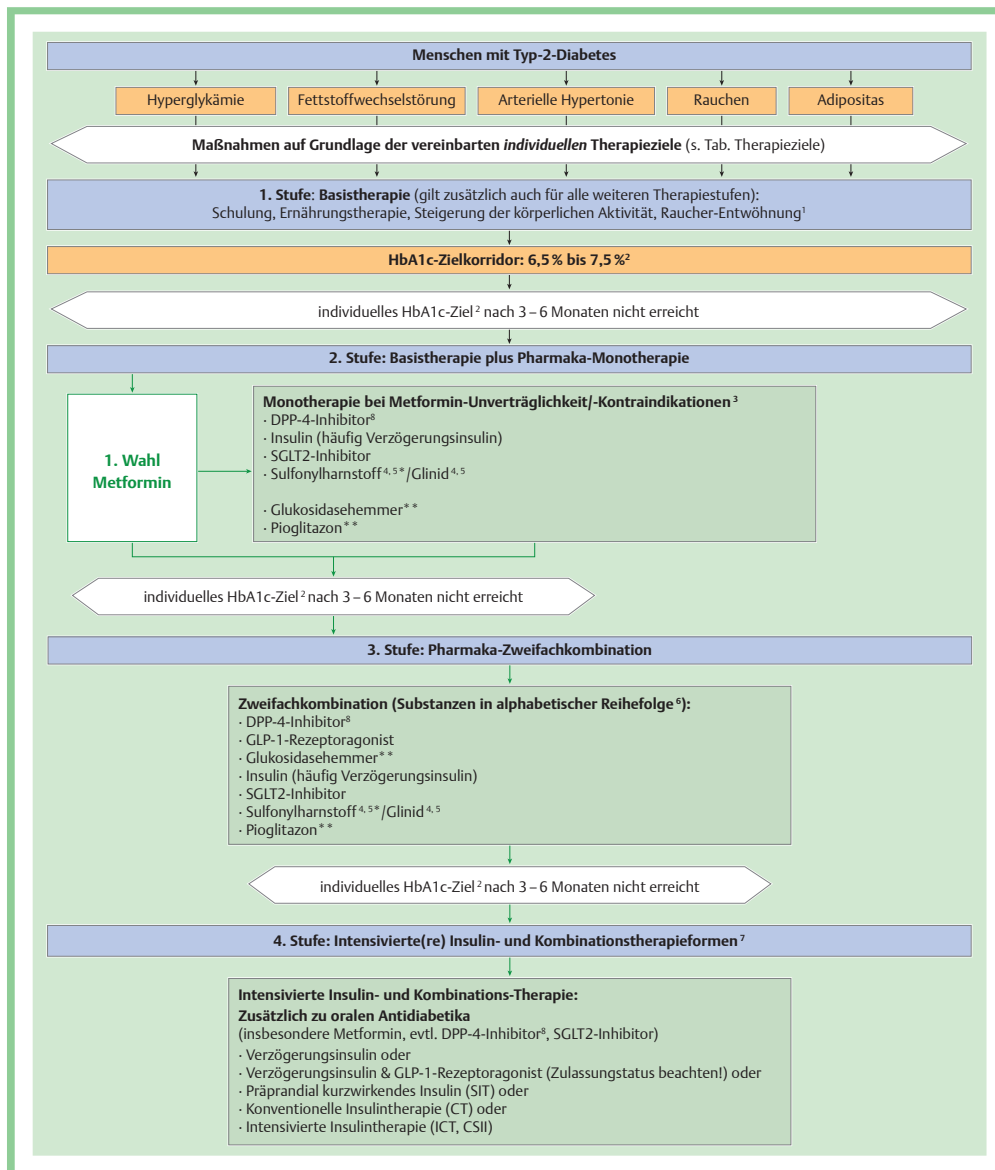 Menschen mit Typ-2-Diabetes
Hyperglykämie
Fettstoffwechselstörung
Arterielle Hypertonie
Rauchen
Adipositas
Maßnahmen auf Grundlage der vereinbarten individuellen Therapieziele (s. Tab. Therapieziele)
1. Stufe: Basistherapie (gilt zusätzlich auch für alle weiteren Therapiestufen):
Schulung, Ernährungstherapie, Steigerung der körperlichen Aktivität, Raucher-Entwöhnung¹
HbA1c-Zielkorridor: 6,5 % bis 7,5 %²
individuelles HbA1c-Ziel² nach 3 – 6 Monaten nicht erreicht
2. Stufe: Basistherapie plus Pharmaka-Monotherapie
1. Wahl
Metformin
Monotherapie bei Metformin-Unverträglichkeit/-Kontraindikationen³
· DPP-4-Inhibitor⁸
· Insulin (häufig Verzögerungsinsulin)
· SGLT2-Inhibitor
· Sulfonylharnstoff⁴, ⁵*/Glinid⁴, ⁵
· Glukosidasehemmer**
· Pioglitazon**
individuelles HbA1c-Ziel² nach 3 – 6 Monaten nicht erreicht
3. Stufe: Pharmaka-Zweifachkombination
Zweifachkombination (Substanzen in alphabetischer Reihefolge⁶):
· DPP-4-Inhibitor⁸
· GLP-1-Rezeptoragonist
· Glukosidasehemmer**
· Insulin (häufig Verzögerungsinsulin)
· SGLT2-Inhibitor
· Sulfonylharnstoff⁴, ⁵*/Glinid⁴, ⁵
· Pioglitazon**
individuelles HbA1c-Ziel² nach 3 – 6 Monaten nicht erreicht
4. Stufe: Intensivierte(re) Insulin- und Kombinationstherapieformen⁷
Intensivierte Insulin- und Kombinations-Therapie:
Zusätzlich zu oralen Antidiabetika
(insbesondere Metformin, evtl. DPP-4-Inhibitor⁸, SGLT2-Inhibitor)
· Verzögerungsinsulin oder
· Verzögerungsinsulin & GLP-1-Rezeptoragonist (Zulassungstatus beachten!) oder
· Präprandial kurzwirkendes Insulin (SIT) oder
· Konventionelle Insulintherapie (CT) oder
· Intensivierte Insulintherapie (ICT, CSII)